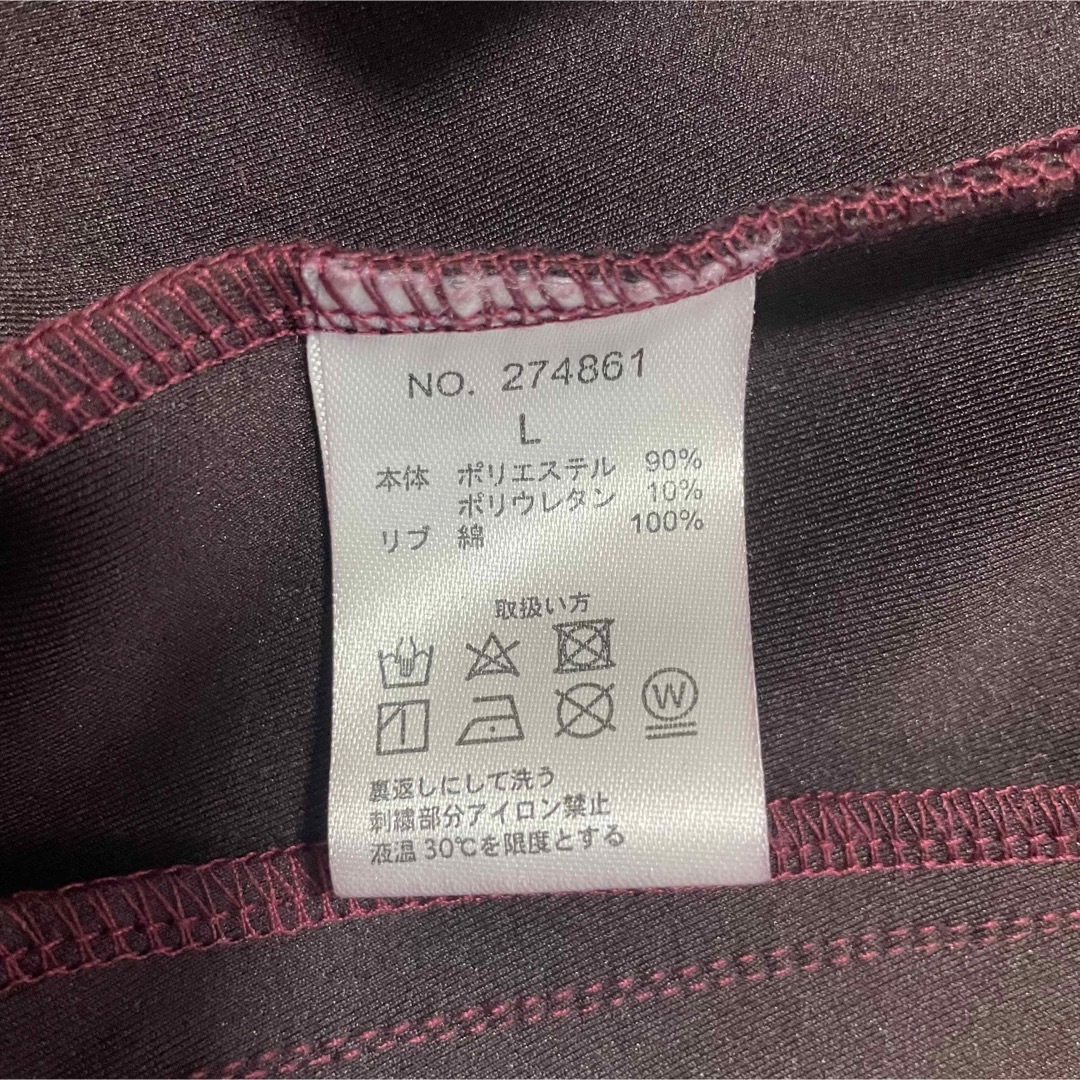 NO. 274861
L
本体 ポリエステル 90%
ポリウレタン 10%
リブ 綿 100%
取扱い方
W
裏返しにして洗う
刺繍部分アイロン禁止
液温30℃を限度とする